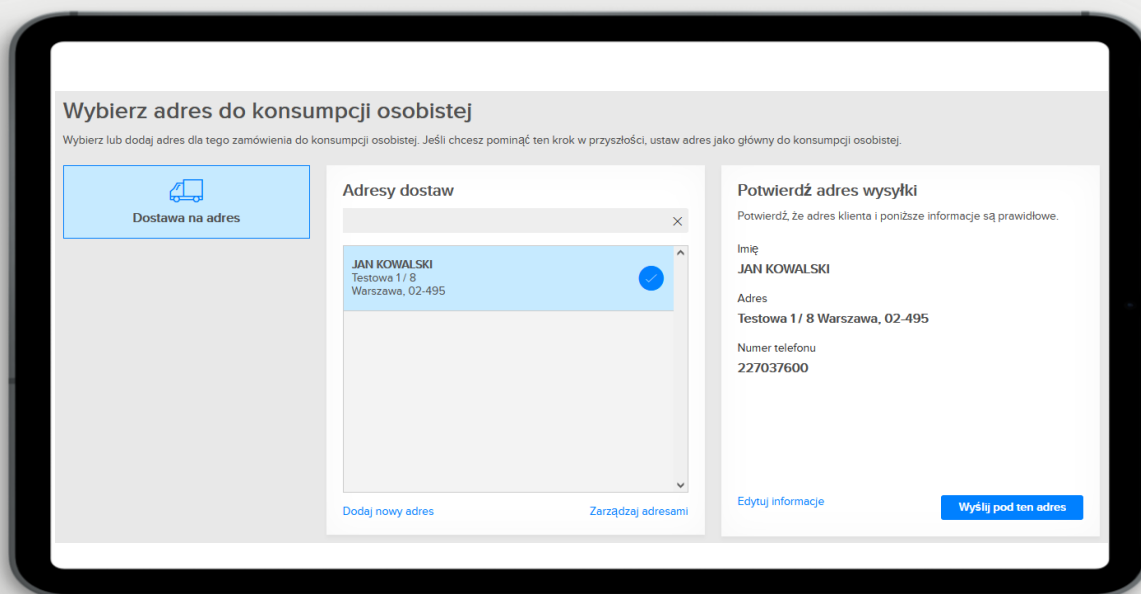 Wybierz adres do konsumpcji osobistej
Wybierz lub dodaj adres dla tego zamówienia do konsumpcji osobistej. Jeśli chcesz pominąć ten krok w przyszłości, ustaw adres jako główny do konsumpcji osobistej.
Dostawa na adres
Adresy dostaw
JAN KOWALSKI
Testowa 1 / 8
Warszawa, 02-495
Dodaj nowy adres
Zarządzaj adresami
Potwierdź adres wysyłki
Potwierdź, że adres klienta i poniższe informacje są prawidłowe.
Imię
JAN KOWALSKI
Adres
Testowa 1 / 8 Warszawa, 02-495
Numer telefonu
227037600
Edytuj informacje
Wyślij pod ten adres